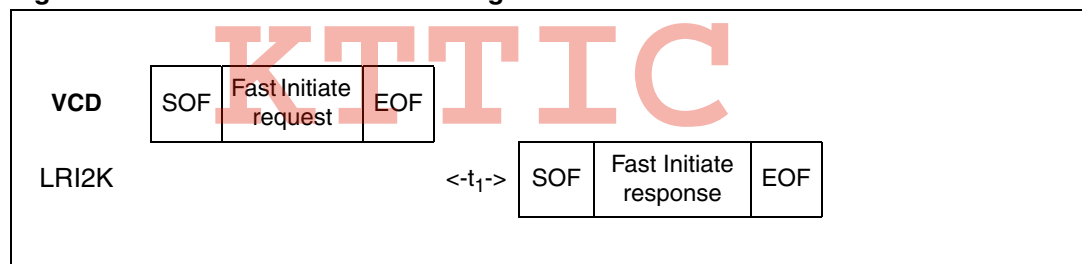 KTTIC
VCD SOF Fast Initiate request EOF
LRI2K <-t1-> SOF Fast Initiate response EOF